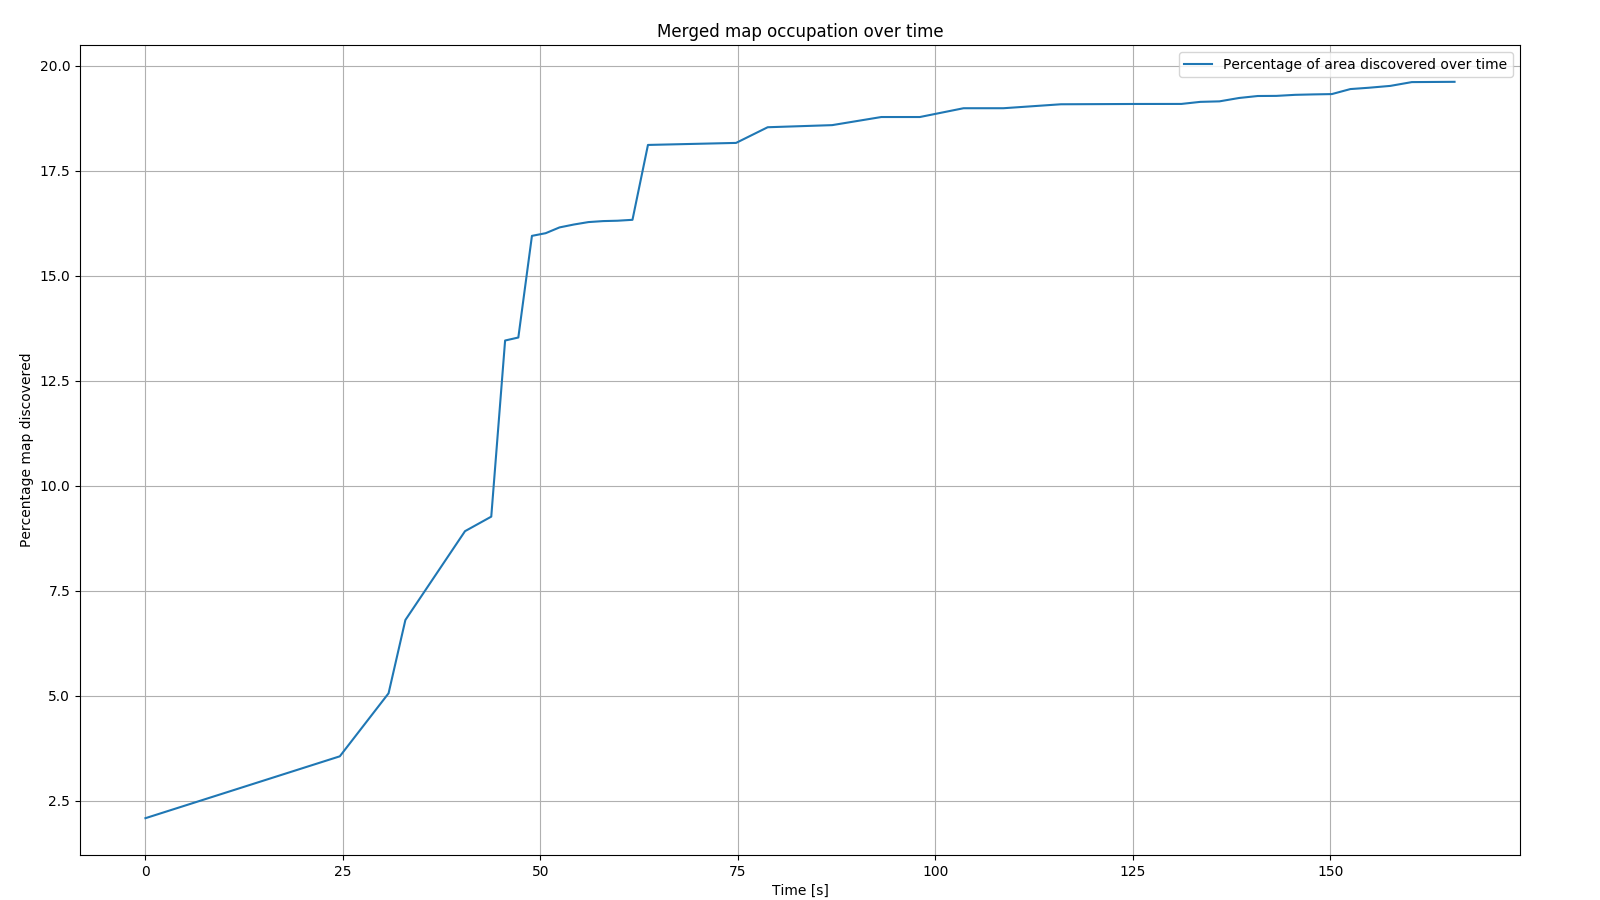 Merged map occupation over time
Percentage of area discovered over time
20.0
17.5
15.0
12.5
10.0
7.5
5.0
2.5
Percentage map discovered
0 25 50 75 100 125 150
Time [s]